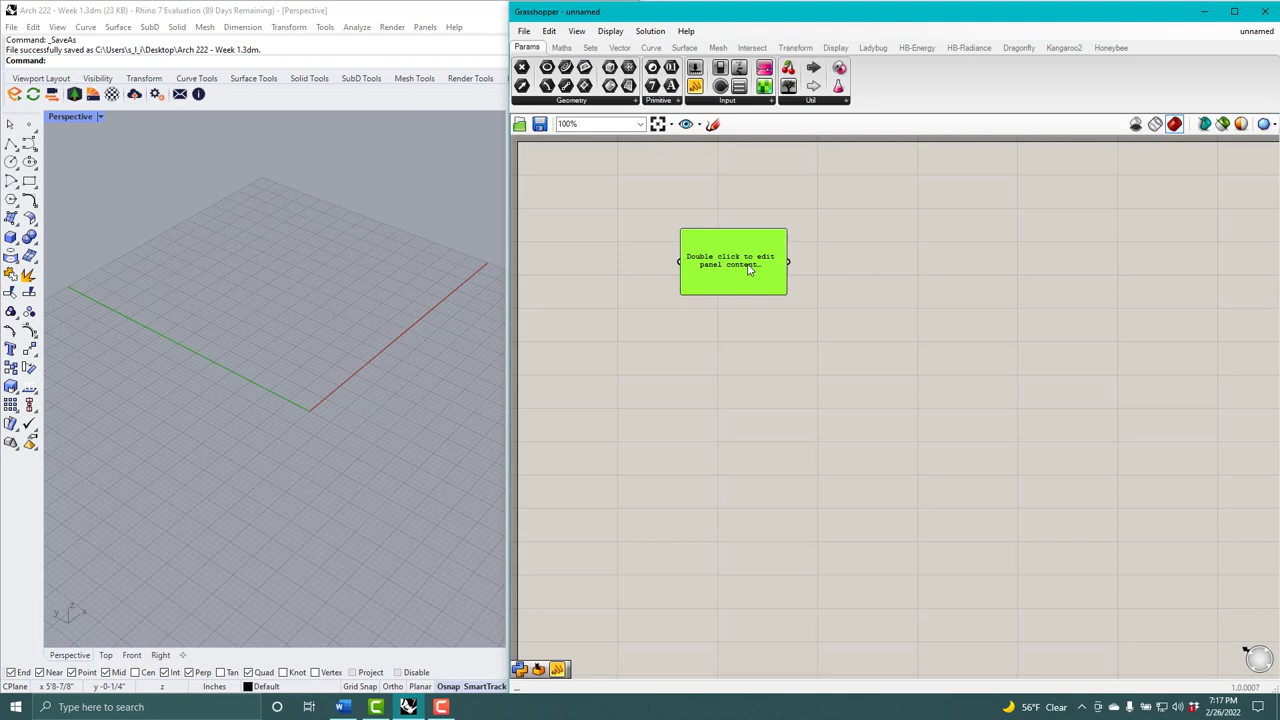 Arch 222 - Week 1.3dm (23 KB) - Rhino 7 Evaluation (89 Days Remaining) - [Perspective]
File Edit View Curve Surface SubD Solid Mesh Dimension Transform Tools Analyze Render Panels Help
Command: _SaveAs
File successfully saved as C:\Users\s_l_i\Desktop\Arch 222 - Week 1.3dm.
Command:
Viewport Layout Visibility Transform Curve Tools Surface Tools Solid Tools SubD Tools Mesh Tools Render Tools
Perspective
z
y
x
Perspective Top Front Right
End Near Point Mid Cen Int Perp Tan Quad Knot Vertex Project Disable
CPlane x 5'8-7/8" y -0-1/4" z Inches Default Grid Snap Ortho Planar Osnap SmartTrack
Grasshopper - unnamed
File Edit View Display Solution Help
unnamed
Params Maths Sets Vector Curve Surface Mesh Intersect Transform Display Ladybug HB-Energy HB-Radiance Dragonfly Kangaroo2 Honeybee
Geometry Primitive Input Util
100%
Double click to edit
panel content…
...
1.0.0007
Type here to search
56°F Clear
7:17 PM
2/26/2022